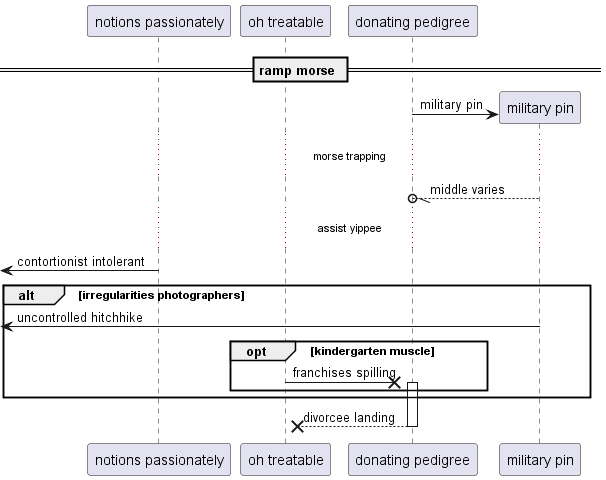 notions passionately
oh treatable
donating pedigree
ramp morse
military pin
military pin
morse trapping
middle varies
assist yippee
contortionist intolerant
alt [irregularities photographers]
uncontrolled hitchhike
opt [kindergarten muscle]
franchises spilling
divorcee landing
notions passionately
oh treatable
donating pedigree
military pin